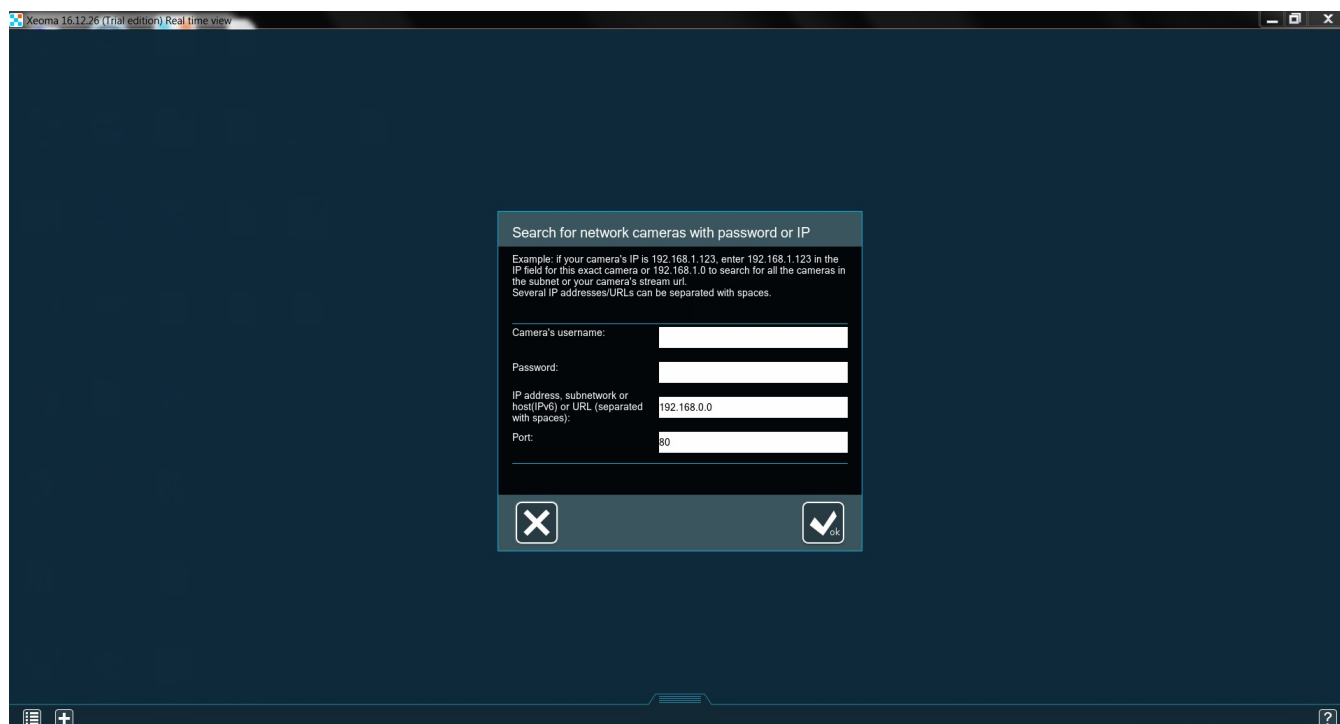 Xeoma 16.12.26 (Trial edition) Real time view
Search for network cameras with password or IP
Example: if your camera's IP is 192.168.1.123, enter 192.168.1.123 in the
IP field for this exact camera or 192.168.1.0 to search for all the cameras in
the subnet or your camera's stream url.
Several IP addresses/URLs can be separated with spaces.
Camera's username:
Password:
IP address, subnetwork or
host(IPv6) or URL (separated
with spaces):
192.168.0.0
Port:
80
ok
?